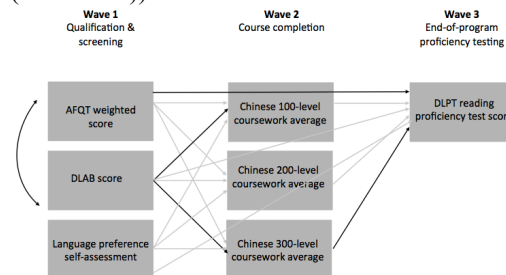 Wave 1
Qualification &
screening
Wave 2
Course completion
Wave 3
End-of-program
proficiency testing
AFQT weighted
score
DLAB score
Language preference
self-assessment
Chinese 100-level
coursework average
Chinese 200-level
coursework average
Chinese 300-level
coursework average
DLPT reading
proficiency test score